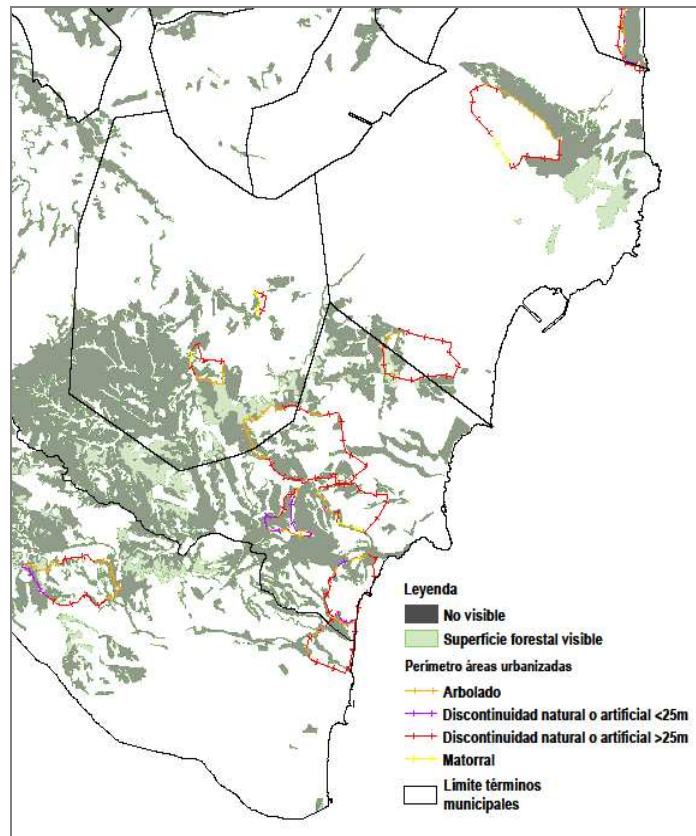 Leyenda
No visible
Superficie forestal visible
Perímetro áreas urbanizadas
Arbolado
Discontinuidad natural o artificial <25m
Discontinuidad natural o artificial >25m
Matorral
Límite términos
municipales